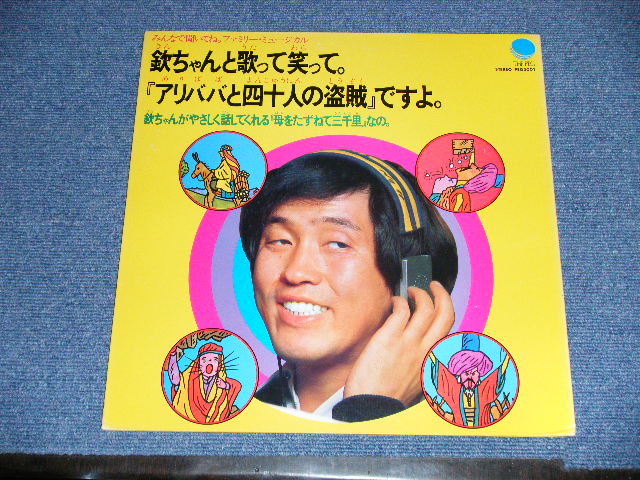 みんなで聞いてね。ファミリー・ミュージカル
欽ちゃんと歌って笑って。
『アリババと四十人の盗賊』ですよ。
欽ちゃんがやさしく話してくれる「母をたずねて三千里」なの。
STEREO